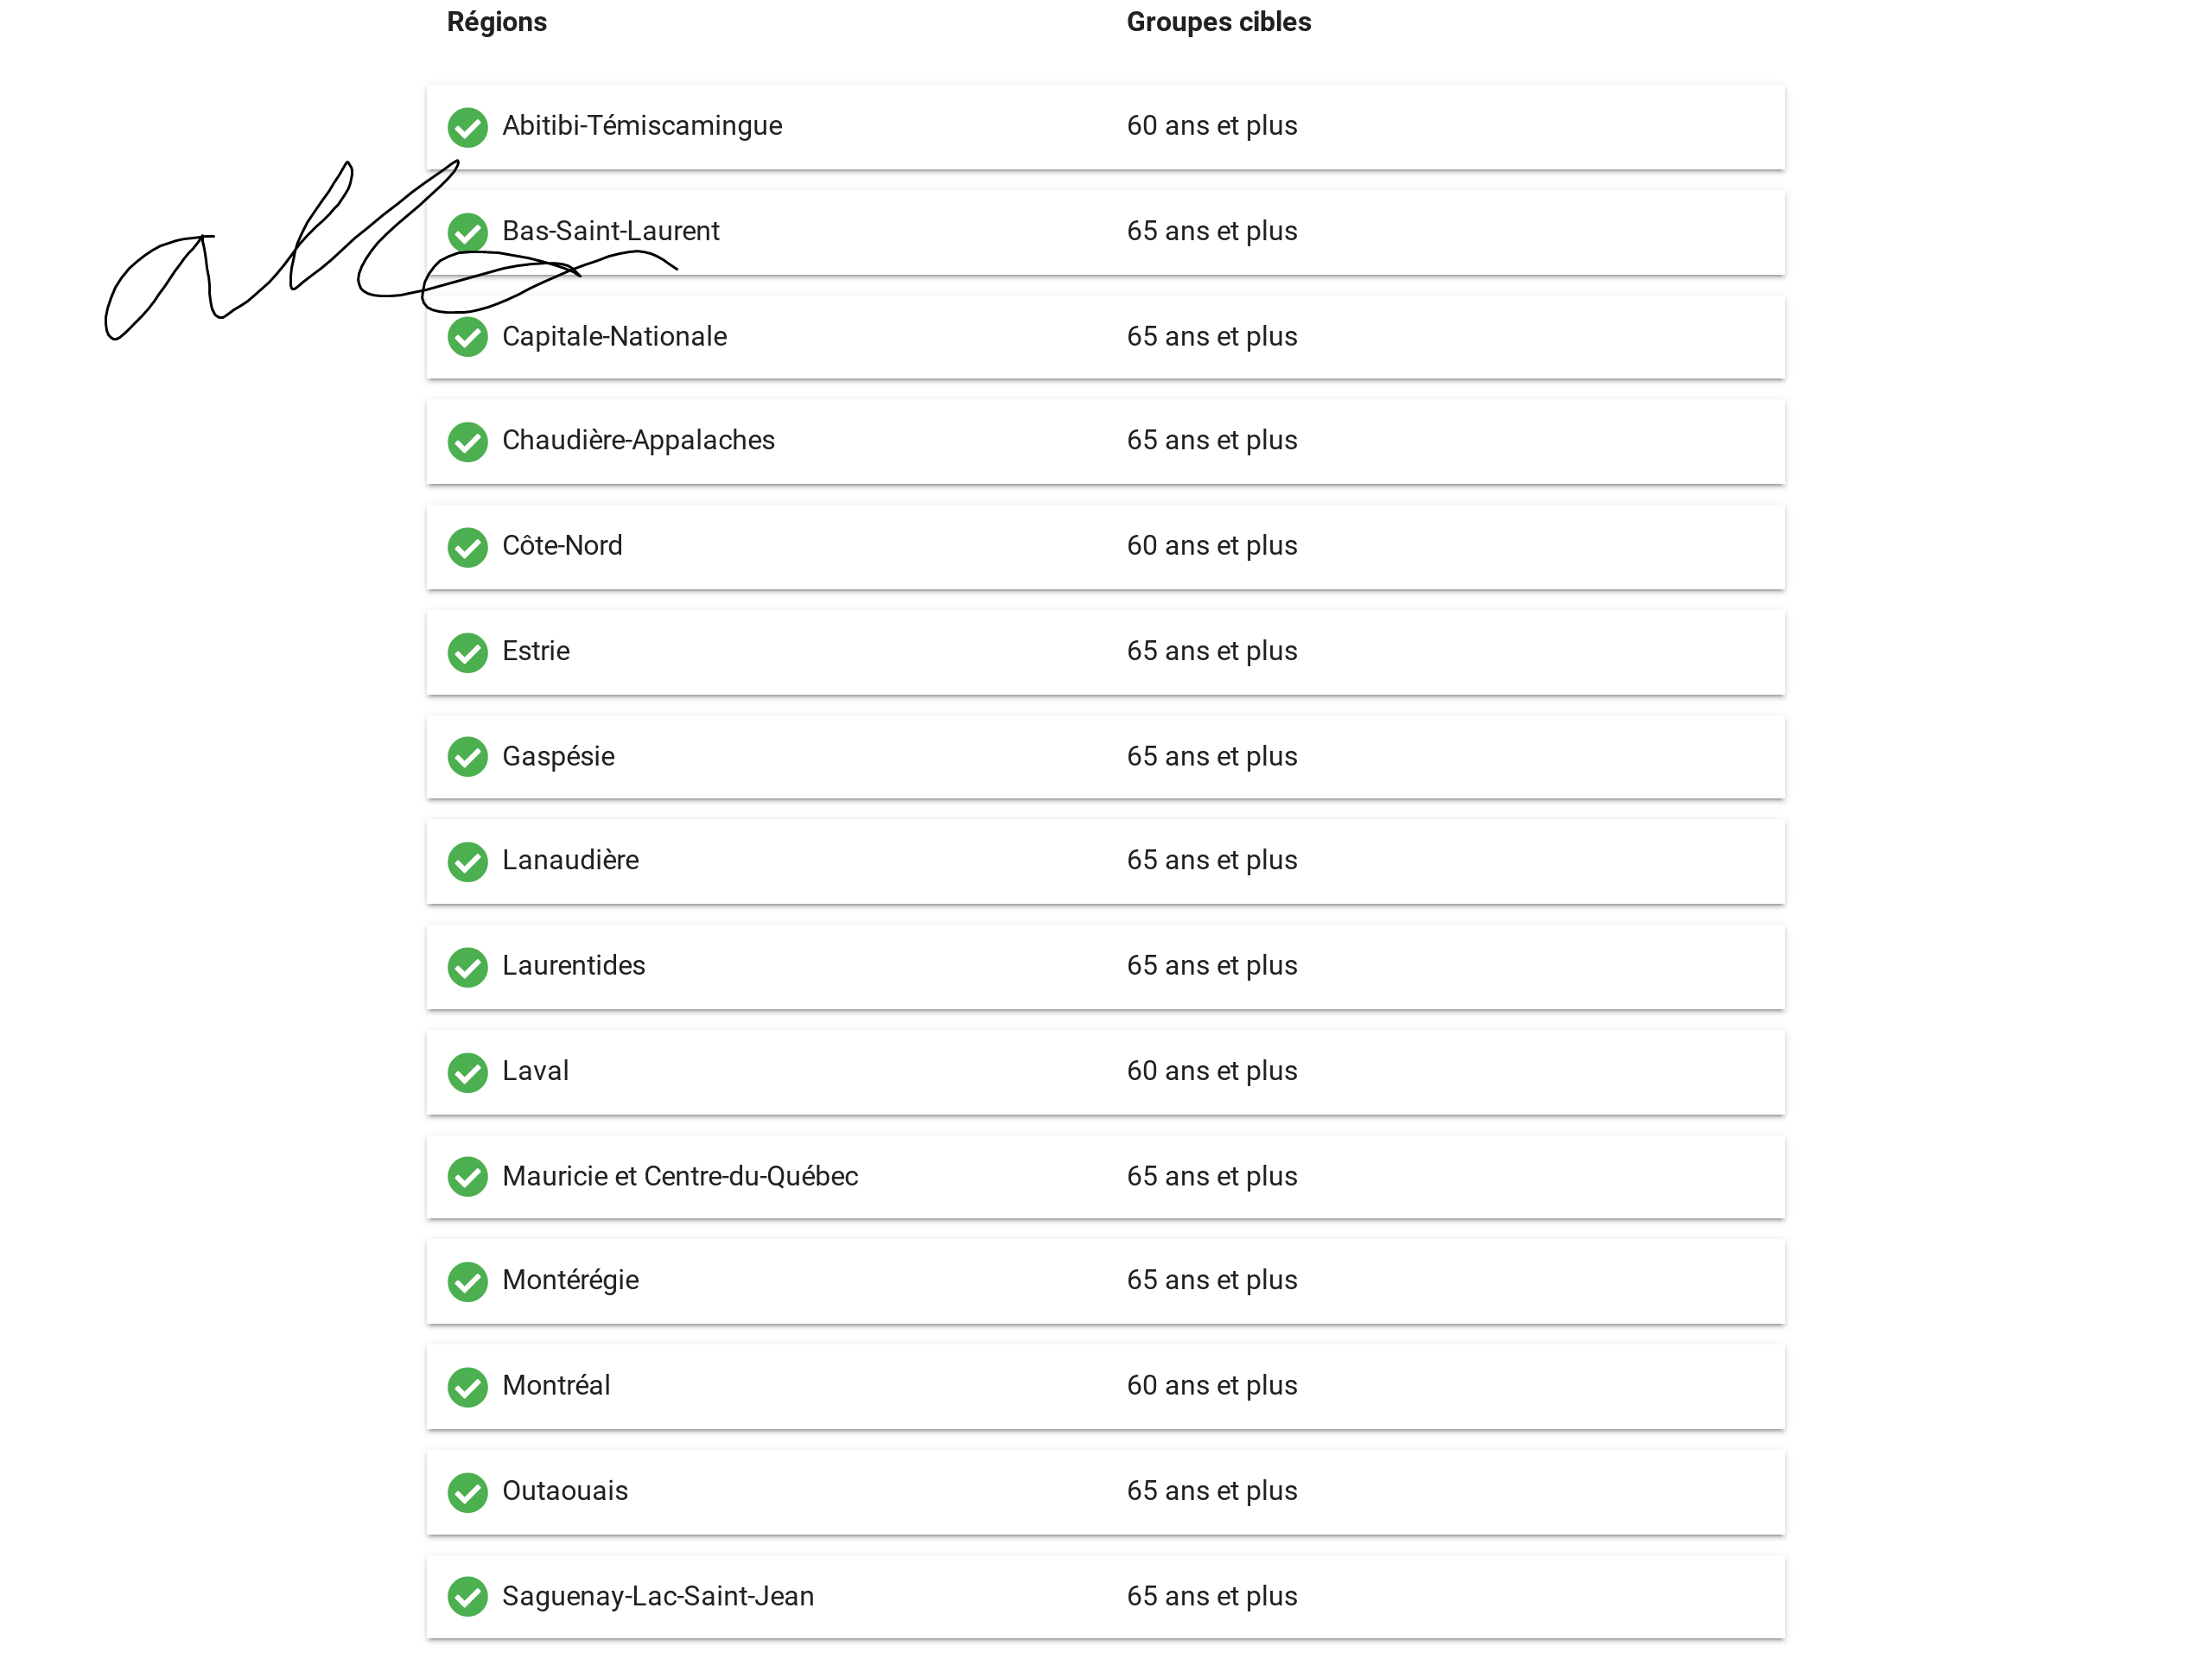 Régions Groupes cibles
Abitibi-Témiscamingue 60 ans et plus
allo
Bas-Saint-Laurent 65 ans et plus
Capitale-Nationale 65 ans et plus
Chaudière-Appalaches 65 ans et plus
Côte-Nord 60 ans et plus
Estrie 65 ans et plus
Gaspésie 65 ans et plus
Lanaudière 65 ans et plus
Laurentides 65 ans et plus
Laval 60 ans et plus
Mauricie et Centre-du-Québec 65 ans et plus
Montérégie 65 ans et plus
Montréal 60 ans et plus
Outaouais 65 ans et plus
Saguenay-Lac-Saint-Jean 65 ans et plus